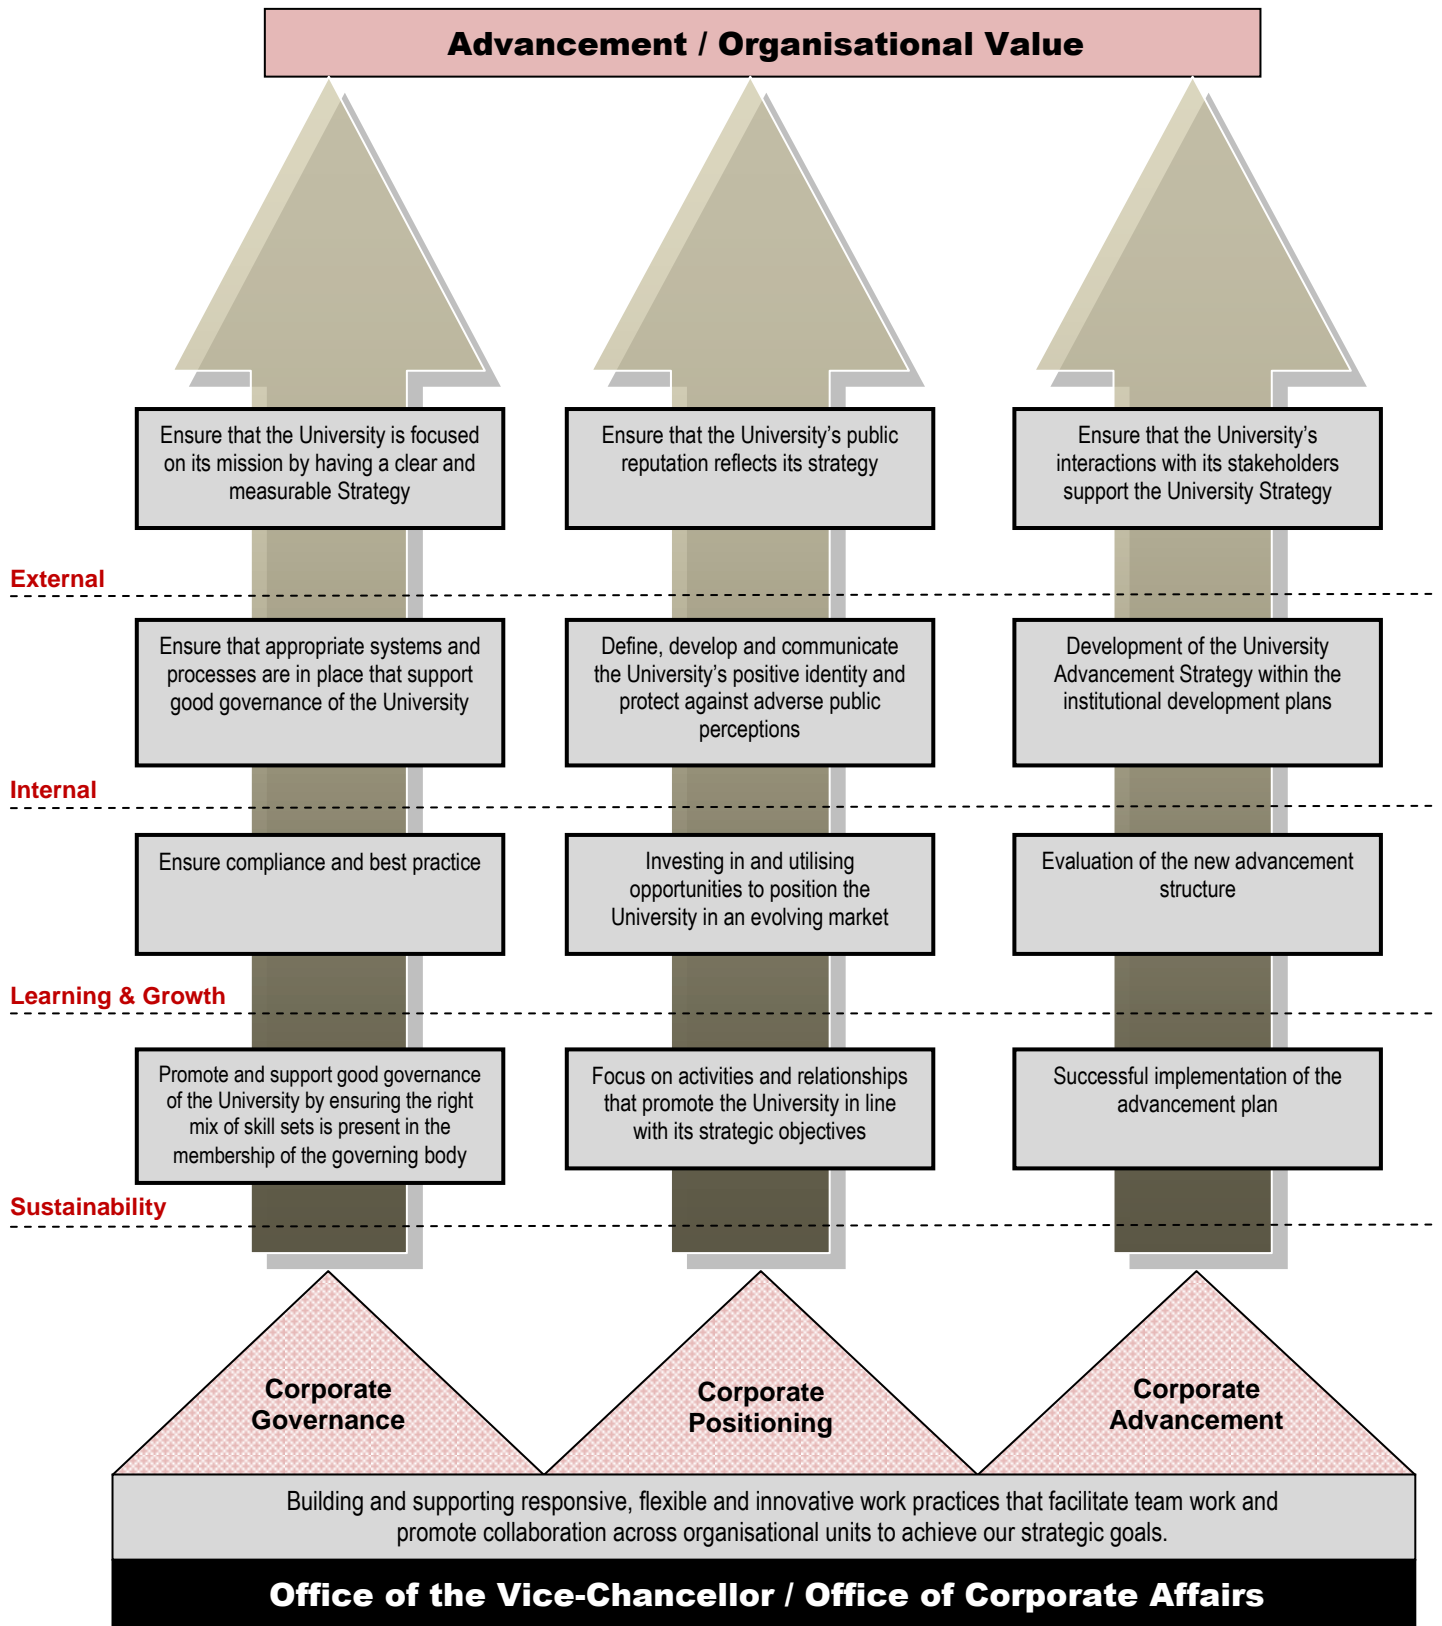 Advancement / Organisational Value
Ensure that the University is focused
on its mission by having a clear and
measurable Strategy
Ensure that the University's public
reputation reflects its strategy
Ensure that the University's
interactions with its stakeholders
support the University Strategy
External
Ensure that appropriate systems and
processes are in place that support
good governance of the University
Define, develop and communicate
the University's positive identity and
protect against adverse public
perceptions
Development of the University
Advancement Strategy within the
institutional development plans
Internal
Ensure compliance and best practice
Investing in and utilising
opportunities to position the
University in an evolving market
Evaluation of the new advancement
structure
Learning & Growth
Promote and support good governance
of the University by ensuring the right
mix of skill sets is present in the
membership of the governing body
Focus on activities and relationships
that promote the University in line
with its strategic objectives
Successful implementation of the
advancement plan
Sustainability
Corporate
Governance
Corporate
Positioning
Corporate
Advancement
Building and supporting responsive, flexible and innovative work practices that facilitate team work and
promote collaboration across organisational units to achieve our strategic goals.
Office of the Vice-Chancellor / Office of Corporate Affairs